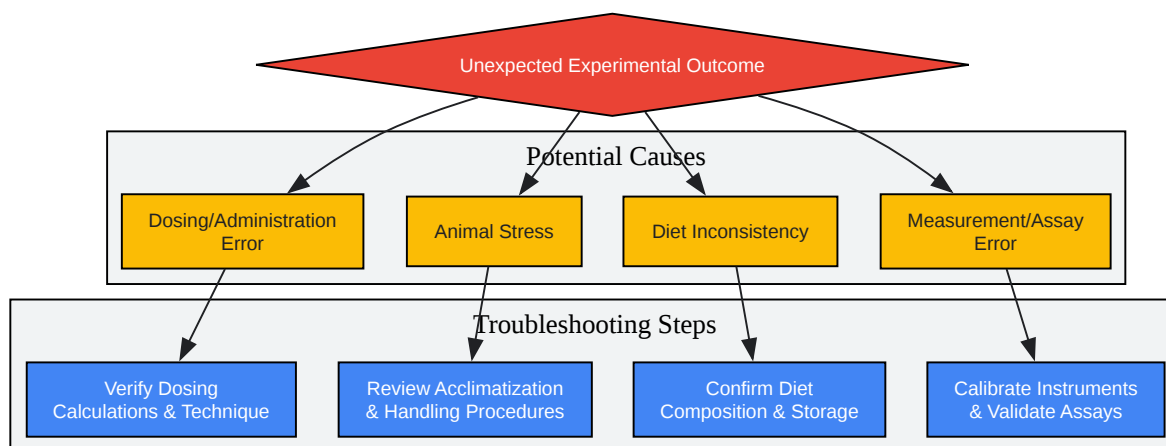 Unexpected Experimental Outcome
Potential Causes
Dosing/Administration
Error
Animal Stress
Diet Inconsistency
Measurement/Assay
Error
Troubleshooting Steps
Verify Dosing
Calculations & Technique
Review Acclimatization
& Handling Procedures
Confirm Diet
Composition & Storage
Calibrate Instruments
& Validate Assays